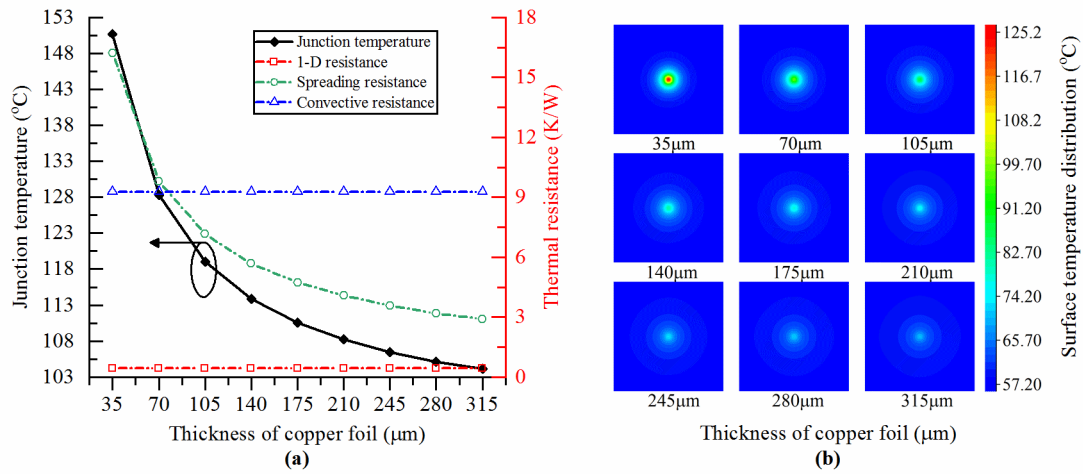 153
148
143
138
133
128
123
118
113
108
103
Junction temperature (°C)
Junction temperature
1-D resistance
Spreading resistance
Convective resistance
18
15
12
9
6
3
0
Thermal resistance (K/W)
35 70 105 140 175 210 245 280 315
Thickness of copper foil (μm)
(a)
35μm 70μm 105μm
140μm 175μm 210μm
245μm 280μm 315μm
Thickness of copper foil (μm)
(b)
125.2
116.7
108.2
99.70
91.20
82.70
74.20
65.70
57.20
Surface temperature distribution (°C)